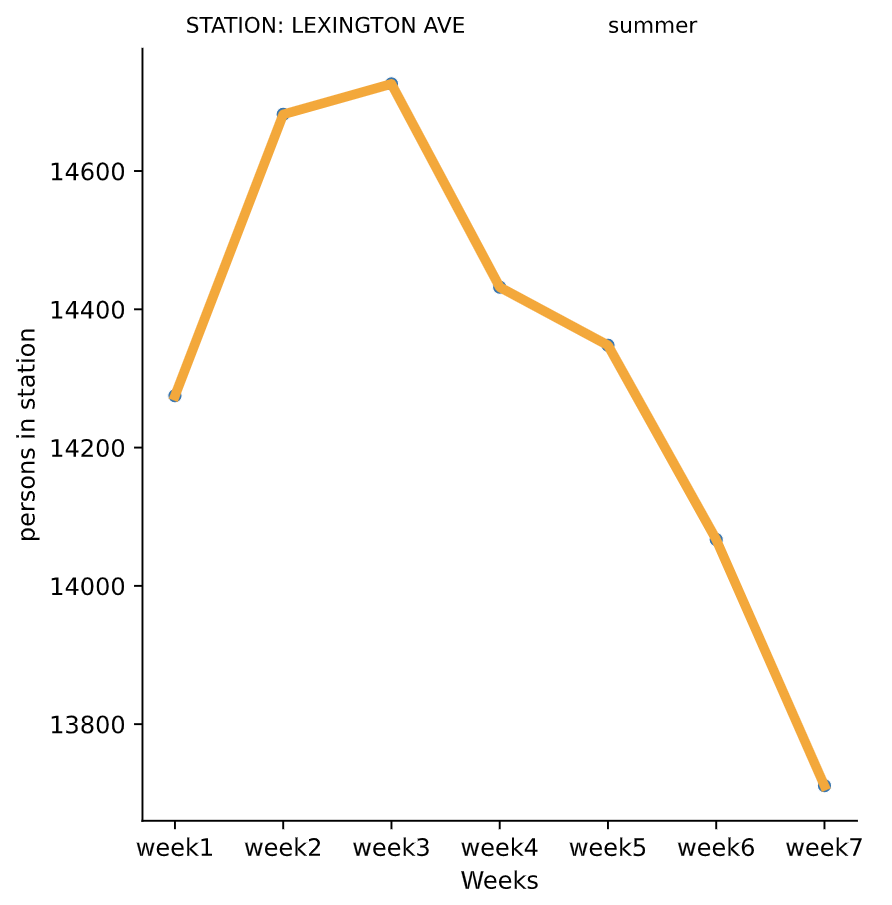 STATION: LEXINGTON AVE summer
14600
14400
14200
14000
13800
persons in station
week1 week2 week3 week4 week5 week6 week7
Weeks